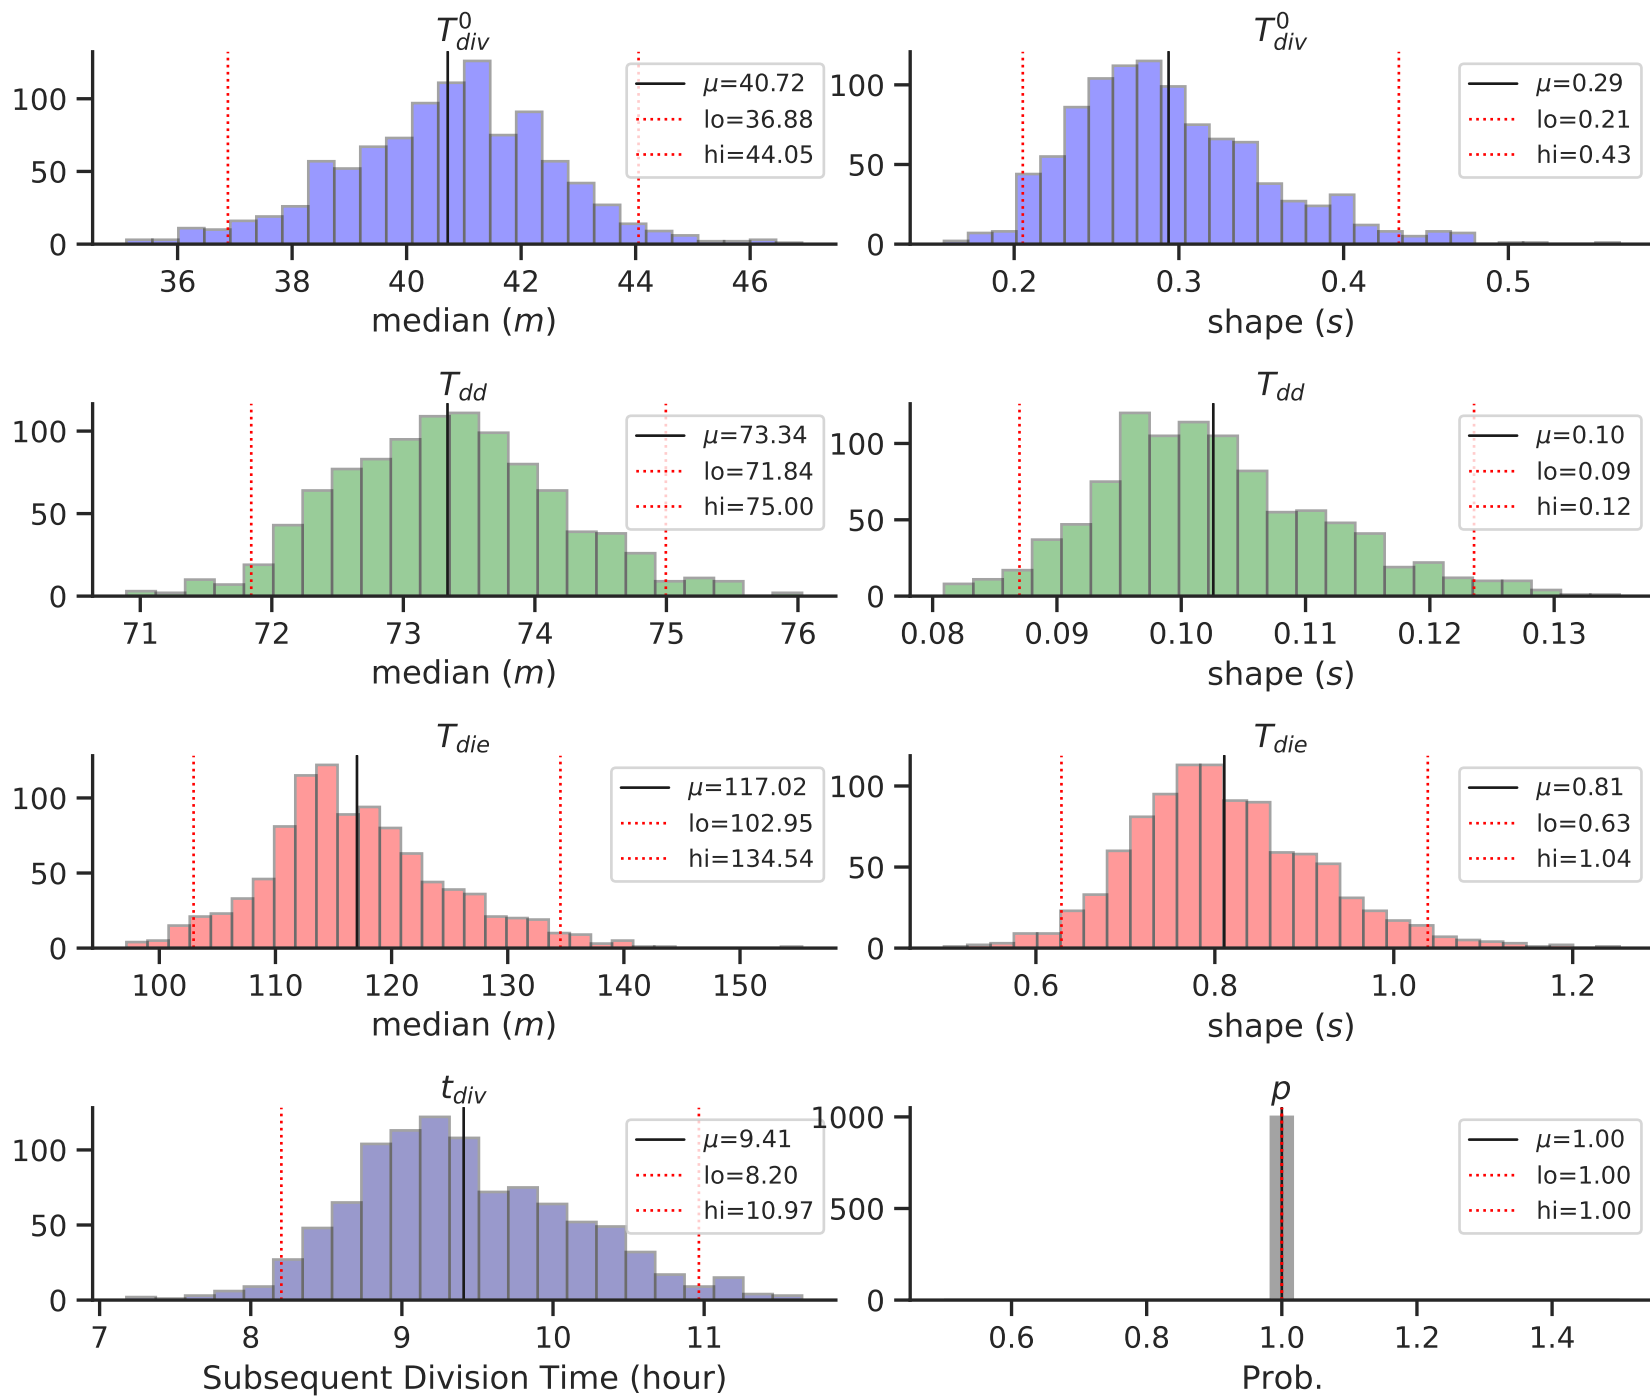 T⁰div
T⁰div
μ=40.72
lo=36.88
hi=44.05
100
50
0
36 38 40 42 44 46
median (m)
μ=0.29
lo=0.21
hi=0.43
100
50
0
0.2 0.3 0.4 0.5
shape (s)
Tdd
Tdd
μ=73.34
lo=71.84
hi=75.00
100
50
0
71 72 73 74 75 76
median (m)
μ=0.10
lo=0.09
hi=0.12
100
50
0
0.08 0.09 0.10 0.11 0.12 0.13
shape (s)
Tdie
Tdie
μ=117.02
lo=102.95
hi=134.54
100
50
0
100 110 120 130 140 150
median (m)
μ=0.81
lo=0.63
hi=1.04
100
50
0
0.6 0.8 1.0 1.2
shape (s)
tdiv
p
μ=9.41
lo=8.20
hi=10.97
100
50
0
7 8 9 10 11
Subsequent Division Time (hour)
μ=1.00
lo=1.00
hi=1.00
1000
500
0
0.6 0.8 1.0 1.2 1.4
Prob.